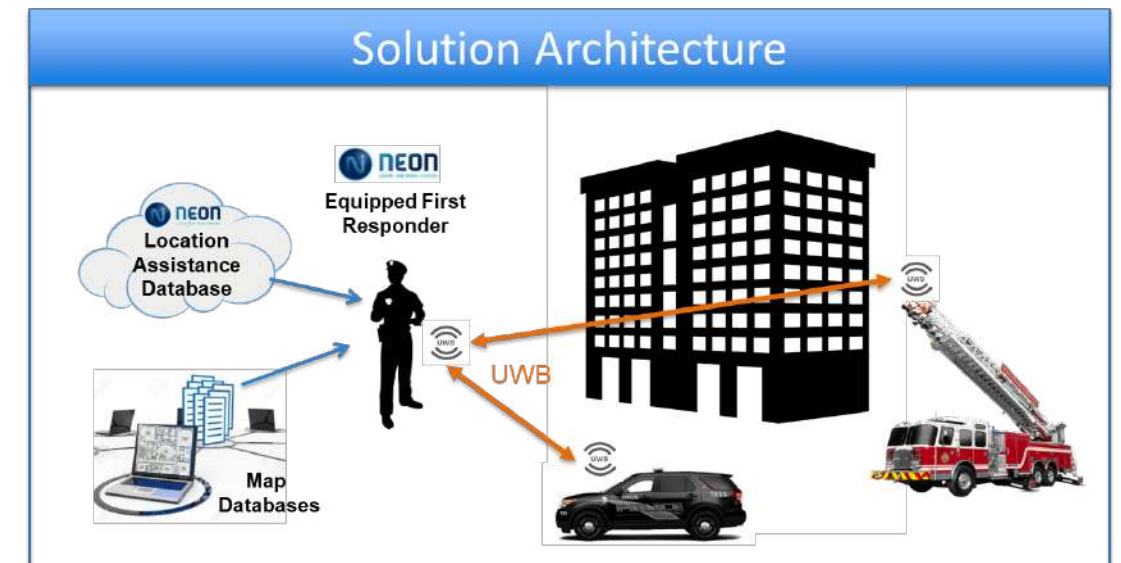 Solution Architecture
NEON
Equipped First
Responder
NEON
Location
Assistance
Database
UWB
UWB
UWB
UWB
Map
Databases